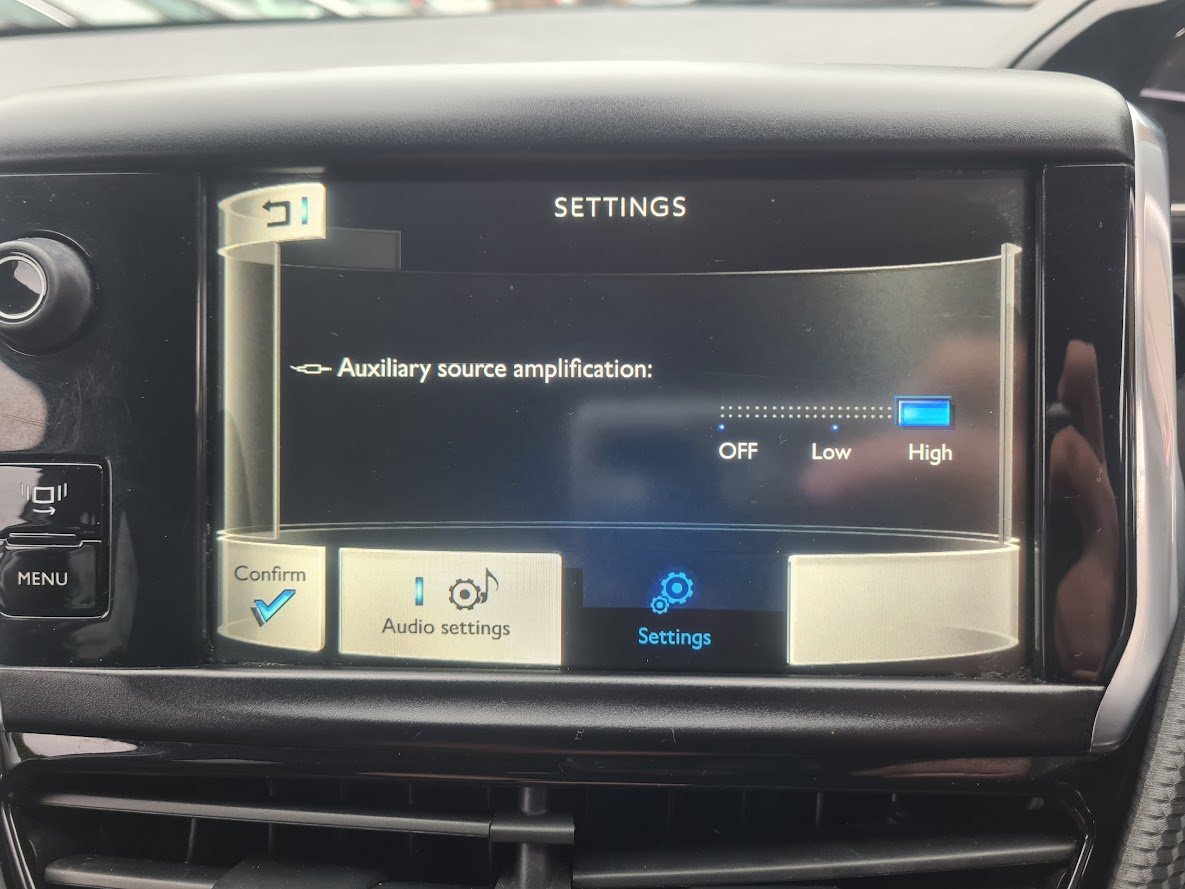 SETTINGS
Auxiliary source amplification:
OFF Low High
MENU
Confirm
Audio settings
Settings